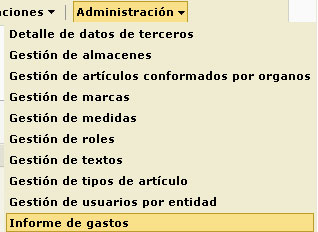 Administración
Detalle de datos de terceros
Gestión de almacenes
Gestión de artículos conformados por organos
Gestión de marcas
Gestión de medidas
Gestión de roles
Gestión de textos
Gestión de tipos de artículo
Gestión de usuarios por entidad
Informe de gastos